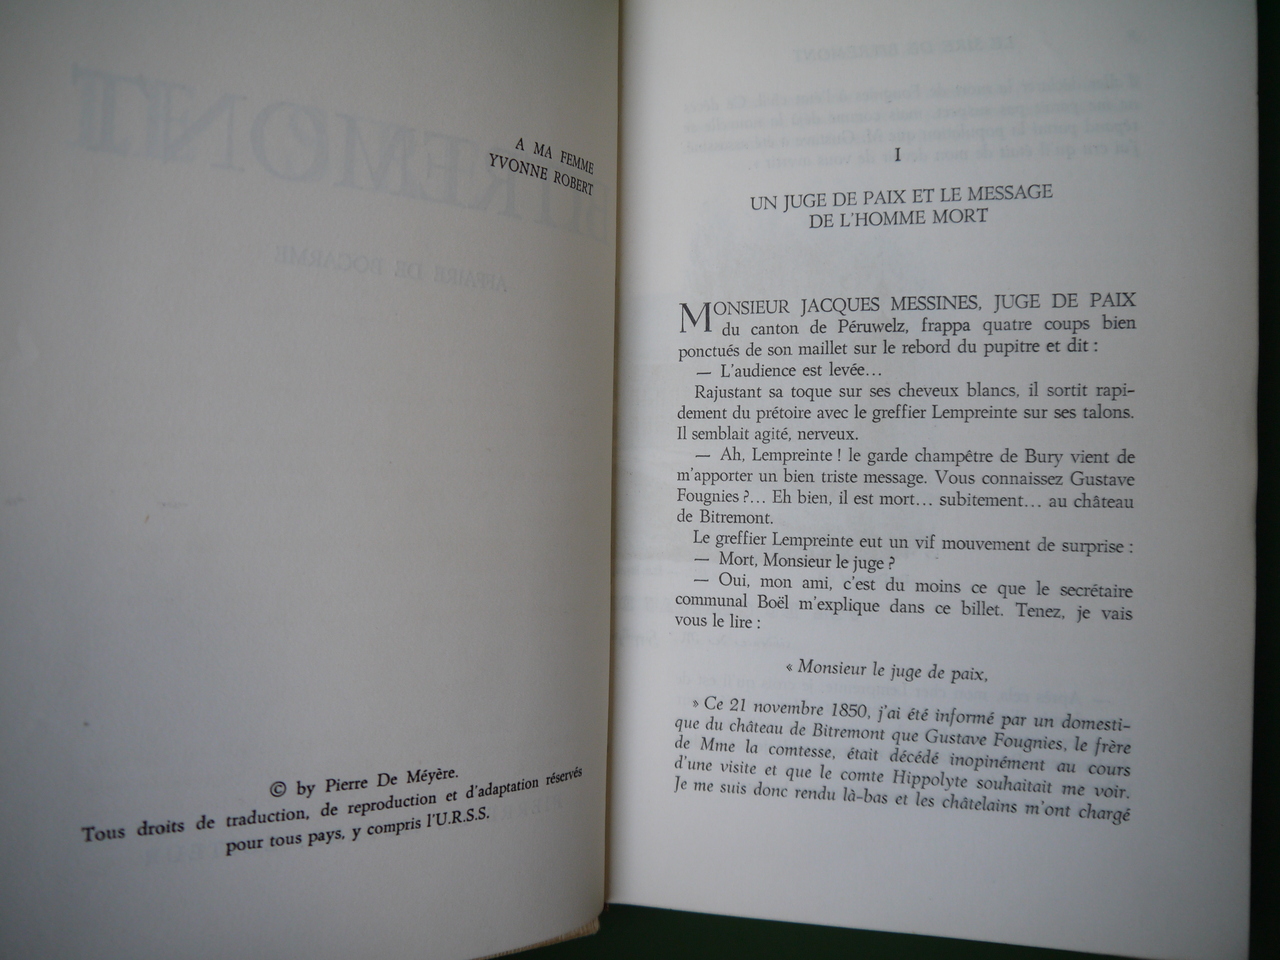 A MA FEMME
YVONNE ROBERT
© by Pierre De Méyère.
Tous droits de traduction, de reproduction et d'adaptation réservés
pour tous pays, y compris l'U.R.S.S.
I
UN JUGE DE PAIX ET LE MESSAGE
DE L'HOMME MORT
MONSIEUR JACQUES MESSINES, JUGE DE PAIX
du canton de Péruwelz, frappa quatre coups bien
ponctués de son maillet sur le rebord du pupitre et dit :
— L'audience est levée...
Rajustant sa toque sur ses cheveux blancs, il sortit rapi-
dement du prétoire avec le greffier Lempreinte sur ses talons.
Il semblait agité, nerveux.
— Ah, Lempreinte ! le garde champêtre de Bury vient de
m'apporter un bien triste message. Vous connaissez Gustave
Fougnies ?... Eh bien, il est mort... subitement... au château
de Bitremont.
Le greffier Lempreinte eut un vif mouvement de surprise :
— Mort, Monsieur le juge ?
— Oui, mon ami, c'est du moins ce que le secrétaire
communal Boël m'explique dans ce billet. Tenez, je vais
vous le lire :
« Monsieur le juge de paix,
» Ce 21 novembre 1850, j'ai été informé par un domesti-
que du château de Bitremont que Gustave Fougnies, le frère
de Mme la comtesse, était décédé inopinément au cours
d'une visite et que le comte Hippolyte souhaitait me voir.
Je me suis donc rendu là-bas et les châtelains m'ont chargé